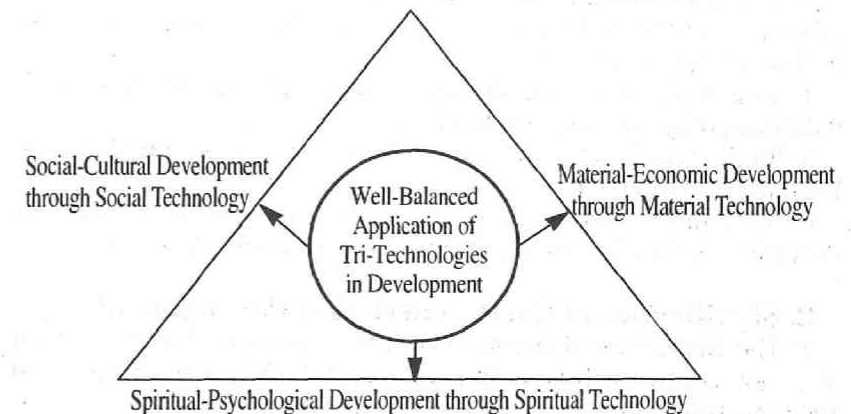 Social-Cultural Development
through Social Technology
Well-Balanced
Application of
Tri-Technologies
in Development
Material-Economic Development
through Material Technology
Spiritual-Psychological Development through Spiritual Technology